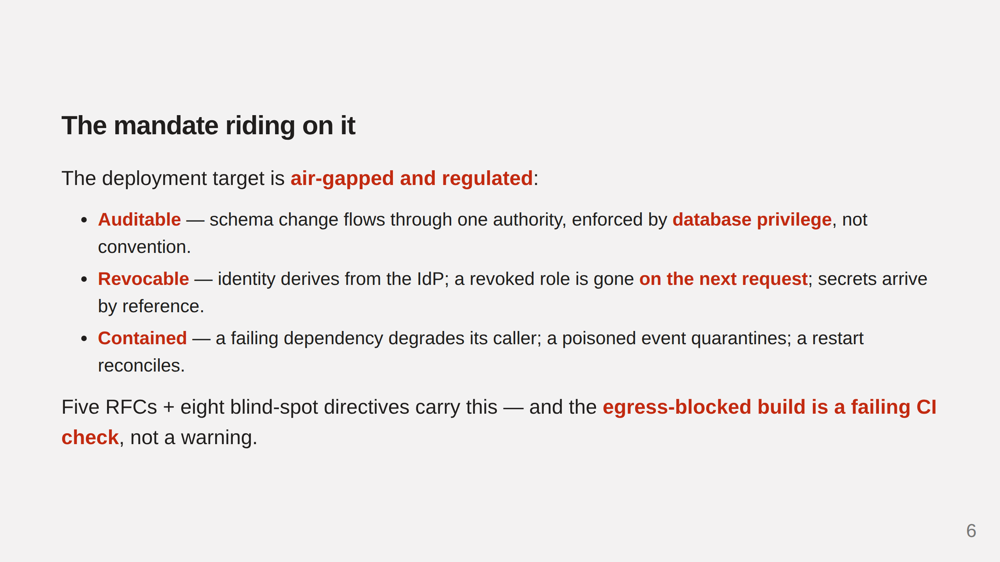 The mandate riding on it
The deployment target is air-gapped and regulated:
• Auditable — schema change flows through one authority, enforced by database privilege, not
convention.
• Revocable — identity derives from the IdP; a revoked role is gone on the next request; secrets arrive
by reference.
• Contained — a failing dependency degrades its caller; a poisoned event quarantines; a restart
reconciles.
Five RFCs + eight blind-spot directives carry this — and the egress-blocked build is a failing CI
check, not a warning.
6